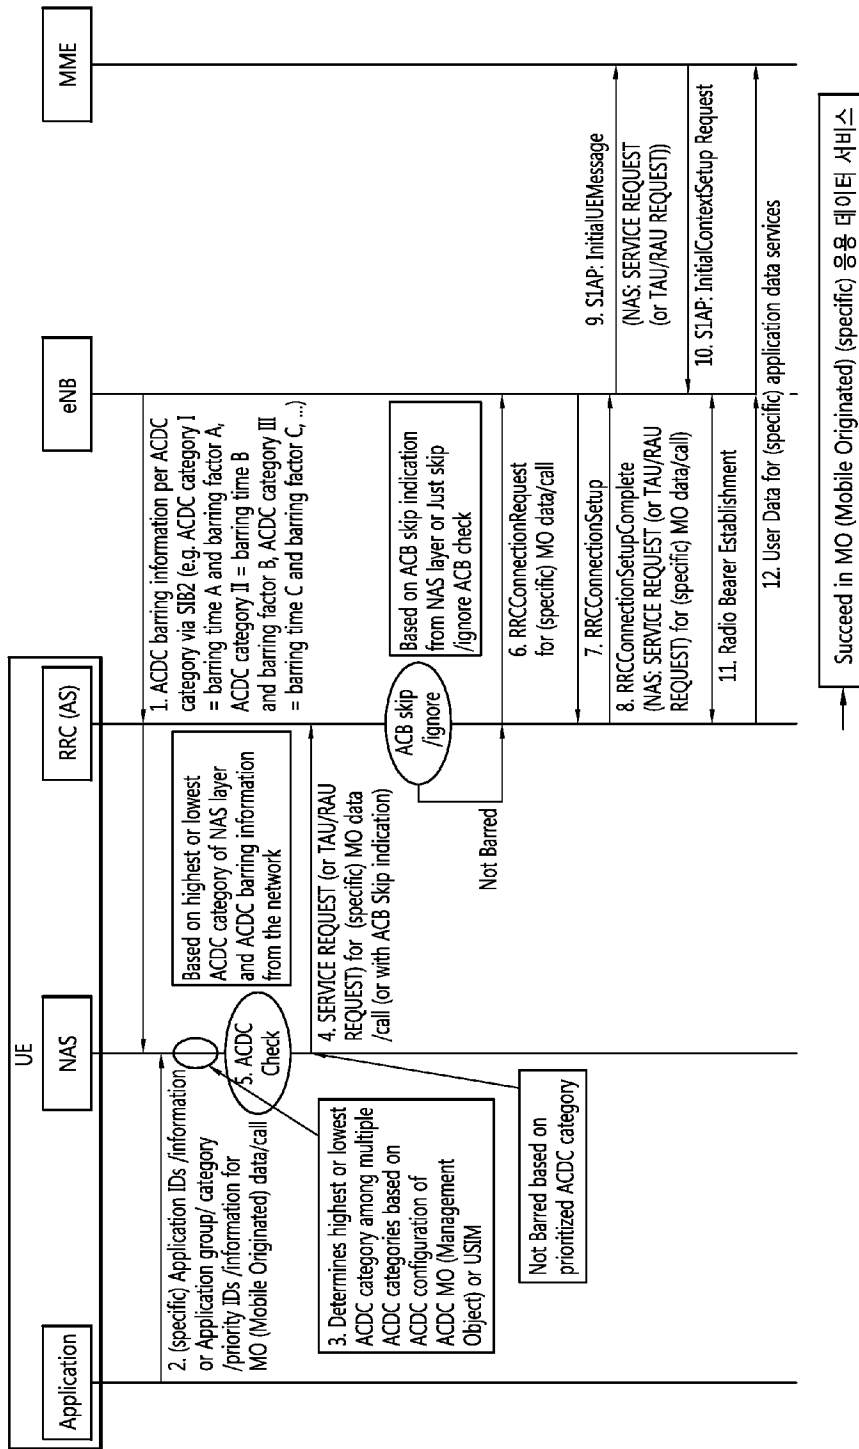 UE
Application
NAS
RRC (AS)
eNB
MME
1. ACDC barring information per ACDC
category via SIB2 (e.g. ACDC category I
= barring time A and barring factor A,
ACDC category II = barring time B
and barring factor B, ACDC category III
= barring time C and barring factor C, ...)
2. (specific) Application IDs /information
or Application group/ category
/priority IDs /information for
MO (Mobile Originated) data/call
Based on highest or lowest
ACDC category of NAS layer
and ACDC barring information
from the network
5. ACDC
Check
3. Determines highest or lowest
ACDC category among multiple
ACDC categories based on
ACDC configuration of
ACDC MO (Management
Object) or USIM
4. SERVICE REQUEST (or TAU/RAU
REQUEST) for (specific) MO data
/call (or with ACB Skip indication)
Not Barred based on
prioritized ACDC category
ACB skip
/ignore
Based on ACB skip indication
from NAS layer or Just skip
/ignore ACB check
Not Barred
6. RRCConnectionRequest
for (specific) MO data/call
7. RRCConnectionSetup
8. RRCConnectionSetupComplete
(NAS: SERVICE REQUEST (or TAU/RAU
REQUEST) for (specific) MO data/call)
9. S1AP: InitialUEMessage
(NAS: SERVICE REQUEST
(or TAU/RAU REQUEST))
10. S1AP: InitialContextSetup Request
11. Radio Bearer Establishment
12. User Data for (specific) application data services
Succeed in MO (Mobile Originated) (specific) 응용 데이터 서비스